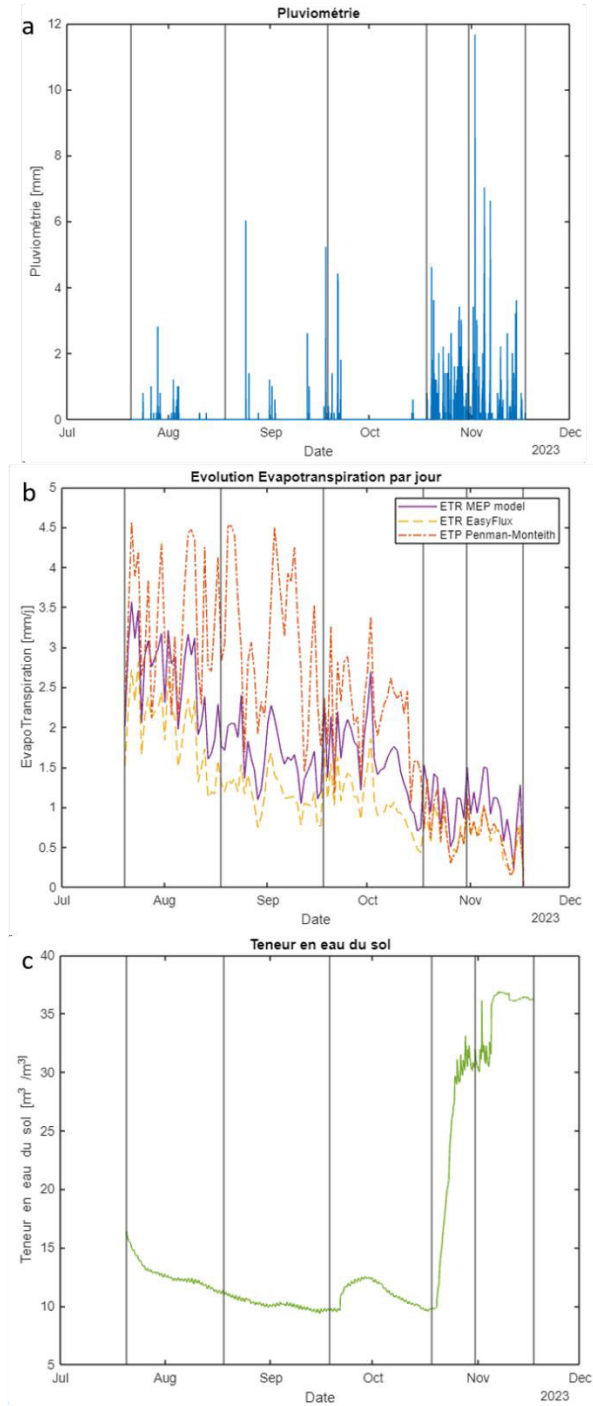 a
Pluviométrie
12
10
8
6
4
2
0
Pluviométrie [mm]
Jul
Aug
Sep
Oct
Nov
Dec
Date
2023
b
Evolution Evapotranspiration par jour
5
4.5
4
3.5
3
2.5
2
1.5
1
0.5
0
EvapoTranspiration [mm/j]
ETR MEP model
ETR EasyFlux
ETP Penman-Monteith
Jul
Aug
Sep
Oct
Nov
Dec
Date
2023
c
Teneur en eau du sol
40
35
30
25
20
15
10
5
Teneur en eau du sol [m³ /m³]
Jul
Aug
Sep
Oct
Nov
Dec
Date
2023